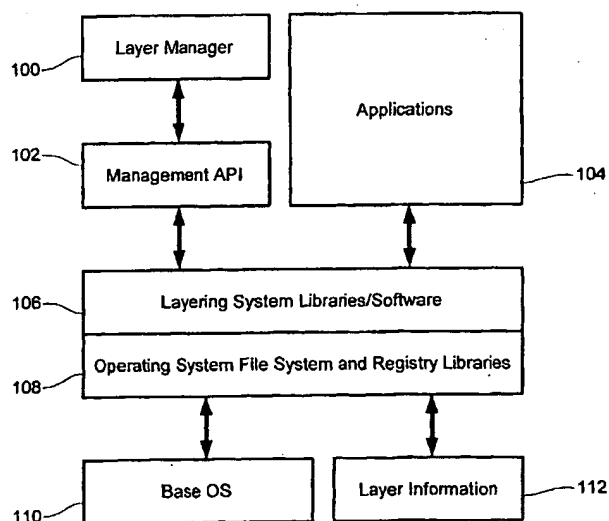 Layer Manager
100
Applications
102
Management API
104
106
Layering System Libraries/Software
Operating System File System and Registry Libraries
108
Base OS
110
Layer Information
112